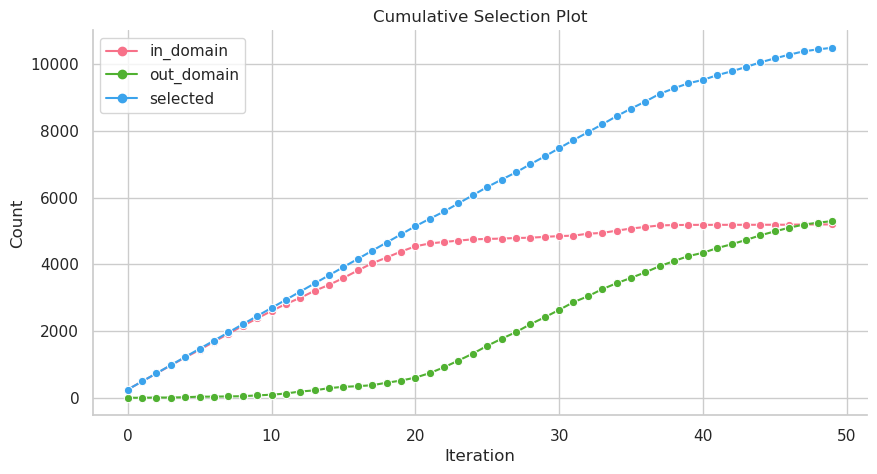 Cumulative Selection Plot
in_domain
out_domain
selected
10000
8000
6000
4000
2000
0
Count
0 10 20 30 40 50
Iteration